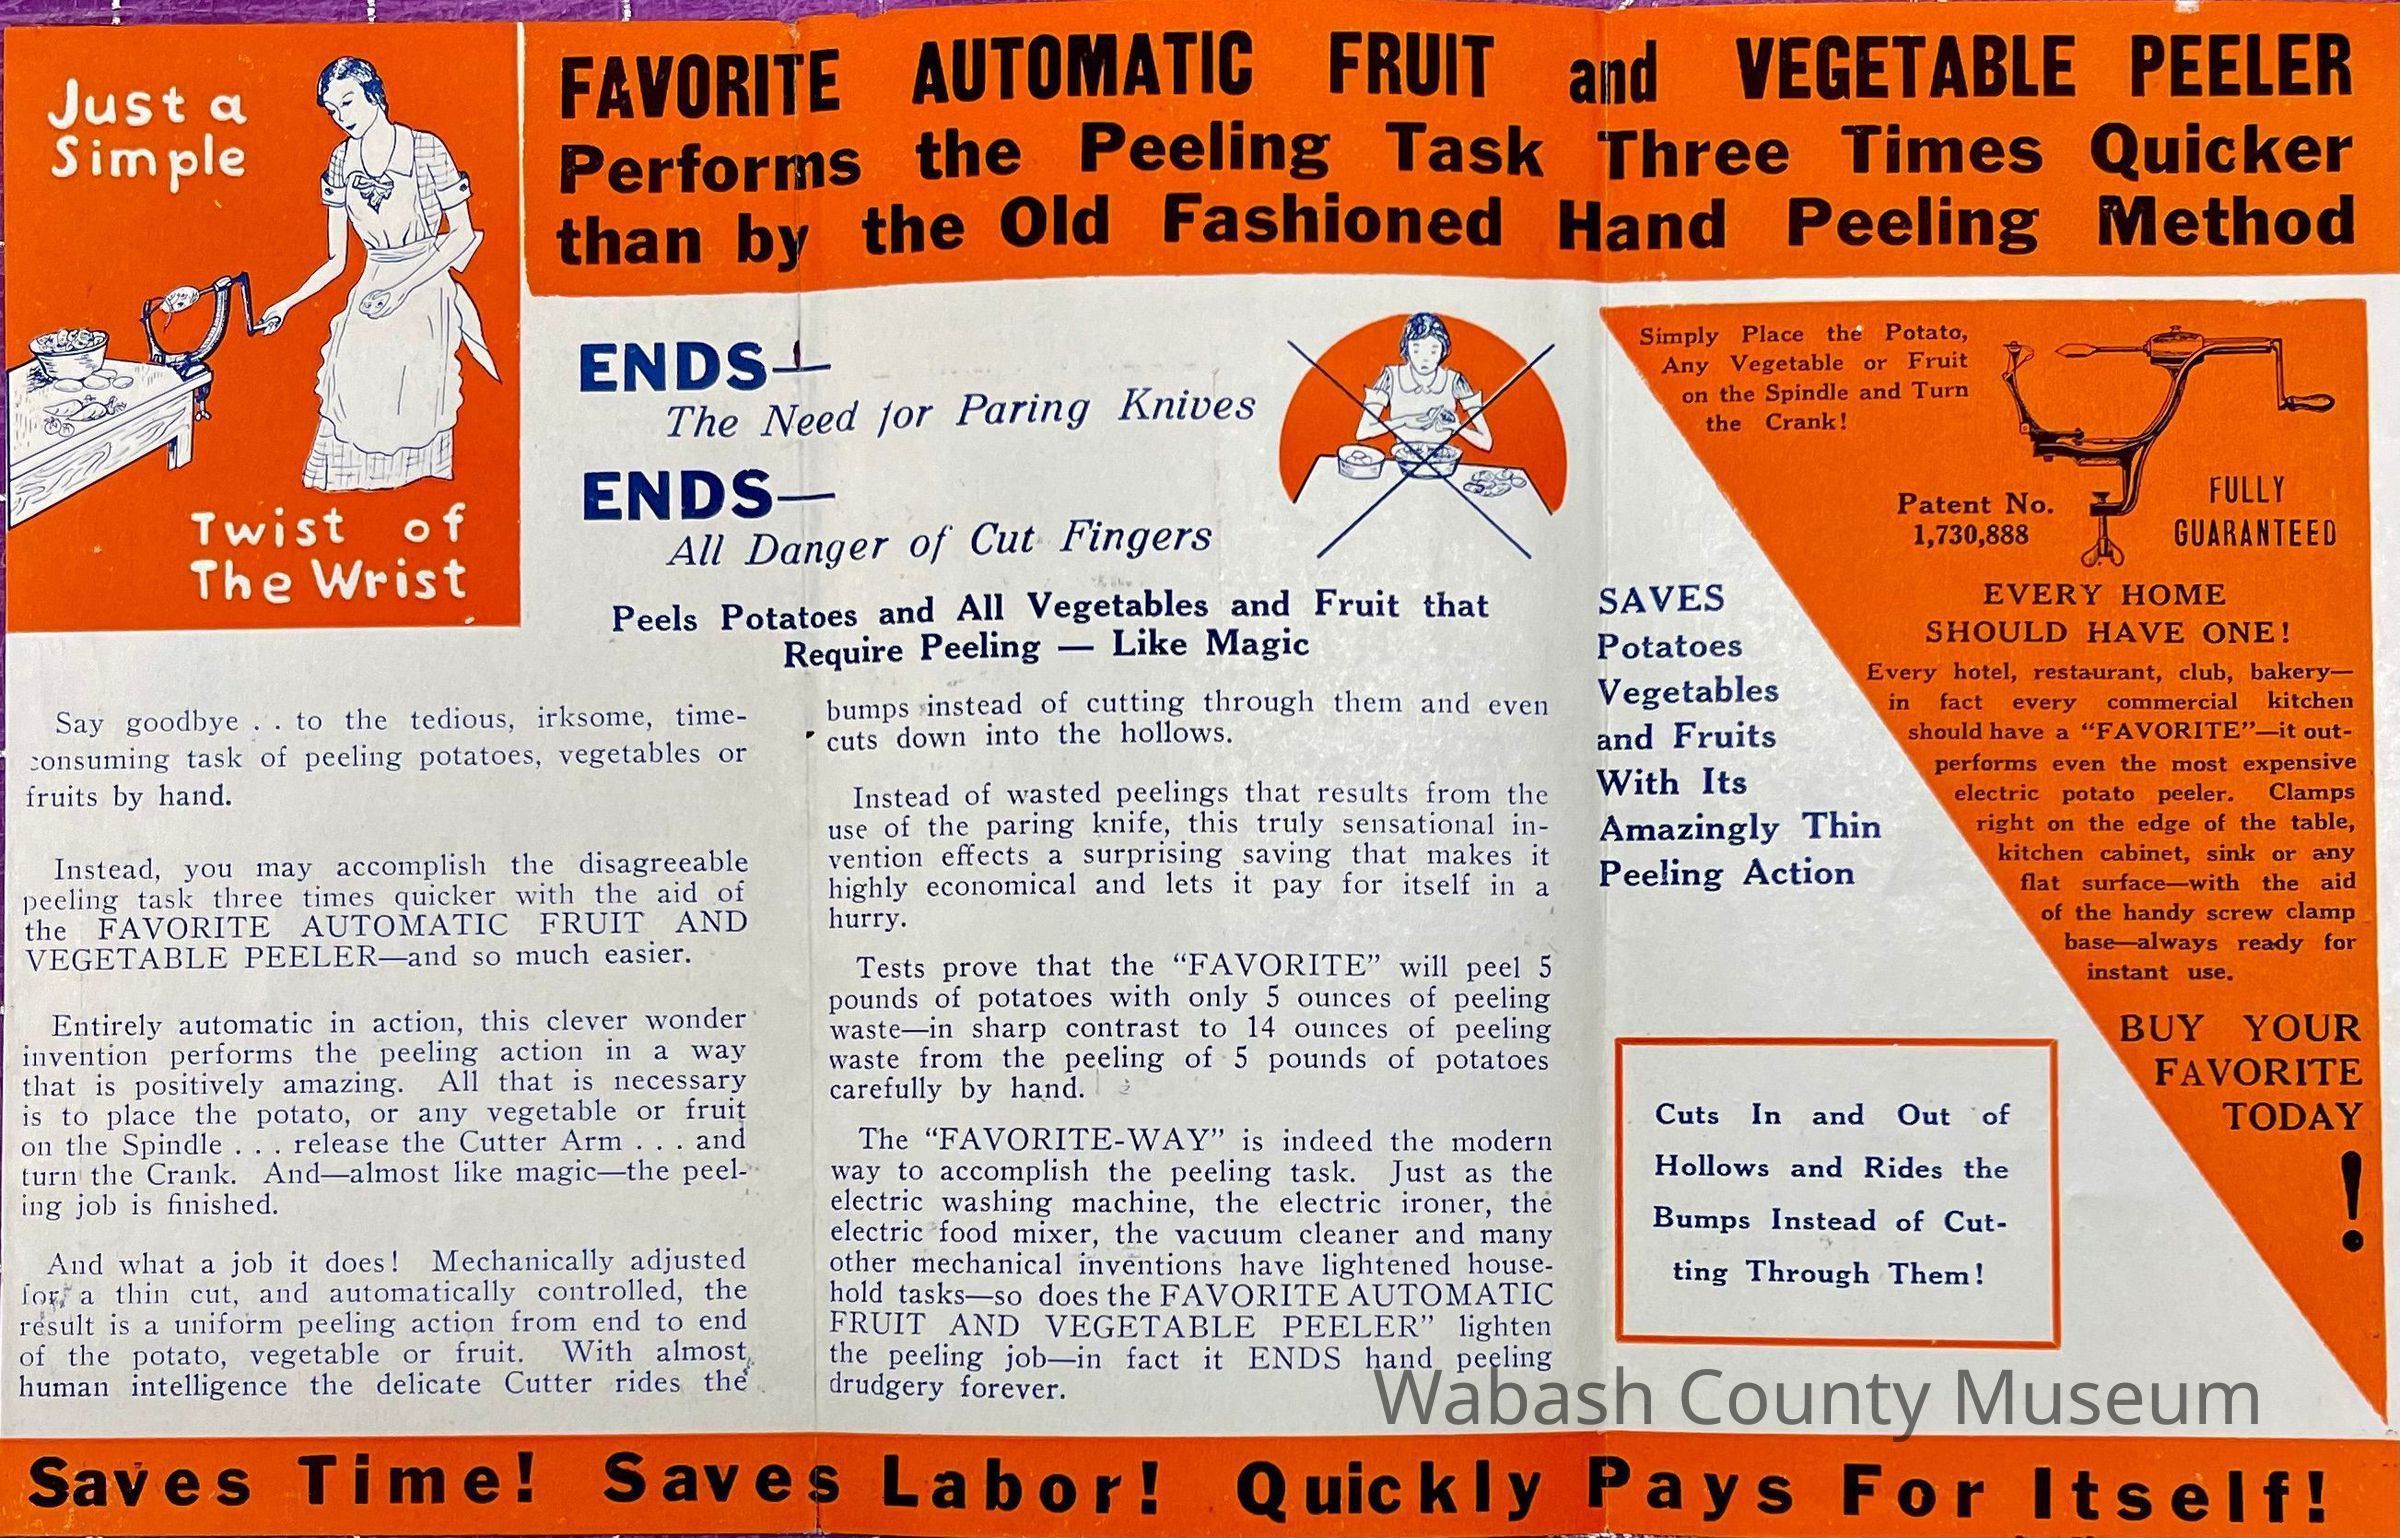 Just a
Simple
Twist of
The Wrist
FAVORITE AUTOMATIC FRUIT and VEGETABLE PEELER
Performs the Peeling Task Three Times Quicker
than by the Old Fashioned Hand Peeling Method
ENDS—
The Need for Paring Knives
ENDS—
All Danger of Cut Fingers
Peels Potatoes and All Vegetables and Fruit that
Require Peeling — Like Magic
Say goodbye . . to the tedious, irksome, time-
consuming task of peeling potatoes, vegetables or
fruits by hand.
Instead, you may accomplish the disagreeable
peeling task three times quicker with the aid of
the FAVORITE AUTOMATIC FRUIT AND
VEGETABLE PEELER—and so much easier.
Entirely automatic in action, this clever wonder
invention performs the peeling action in a way
that is positively amazing. All that is necessary
is to place the potato, or any vegetable or fruit
on the Spindle . . . release the Cutter Arm . . . and
turn the Crank. And—almost like magic—the peel-
ing job is finished.
And what a job it does! Mechanically adjusted
for a thin cut, and automatically controlled, the
result is a uniform peeling action from end to end
of the potato, vegetable or fruit. With almost
human intelligence the delicate Cutter rides the
bumps instead of cutting through them and even
cuts down into the hollows.
Instead of wasted peelings that results from the
use of the paring knife, this truly sensational in-
vention effects a surprising saving that makes it
highly economical and lets it pay for itself in a
hurry.
Tests prove that the “FAVORITE” will peel 5
pounds of potatoes with only 5 ounces of peeling
waste—in sharp contrast to 14 ounces of peeling
waste from the peeling of 5 pounds of potatoes
carefully by hand.
The “FAVORITE-WAY” is indeed the modern
way to accomplish the peeling task. Just as the
electric washing machine, the electric ironer, the
electric food mixer, the vacuum cleaner and many
other mechanical inventions have lightened house-
hold tasks—so does the FAVORITE AUTOMATIC
FRUIT AND VEGETABLE PEELER” lighten
the peeling job—in fact it ENDS hand peeling
drudgery forever.
Simply Place the Potato,
Any Vegetable or Fruit
on the Spindle and Turn
the Crank!
Patent No.
1,730,888
FULLY
GUARANTEED
SAVES
Potatoes
Vegetables
and Fruits
With Its
Amazingly Thin
Peeling Action
EVERY HOME
SHOULD HAVE ONE!
Every hotel, restaurant, club, bakery—
in fact every commercial kitchen
should have a “FAVORITE”—it out-
performs even the most expensive
electric potato peeler. Clamps
right on the edge of the table,
kitchen cabinet, sink or any
flat surface—with the aid
of the handy screw clamp
base—always ready for
instant use.
BUY YOUR
FAVORITE
TODAY
!
Cuts In and Out of
Hollows and Rides the
Bumps Instead of Cut-
ting Through Them!
Wabash County Museum
Saves Time! Saves Labor! Quickly Pays For Itself!